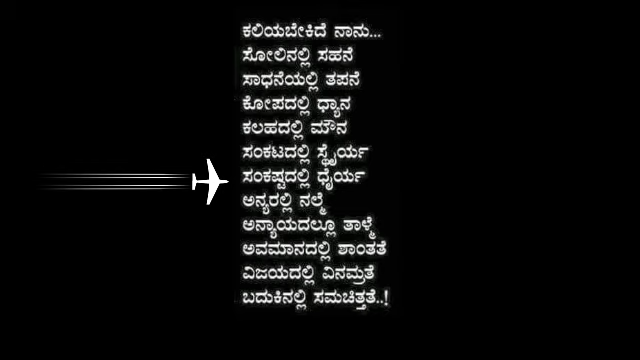 ಕಲಿಯಬೇಕಿದೆ ನಾನು...
ಸೋಲಿನಲ್ಲಿ ಸಹನೆ
ಸಾಧನೆಯಲ್ಲಿ ತಪನೆ
ಕೋಪದಲ್ಲಿ ಧ್ಯಾನ
ಕಲಹದಲ್ಲಿ ಮೌನ
ಸಂಕಟದಲ್ಲಿ ಸ್ಥೈರ್ಯ
ಸಂಕಷ್ಟದಲ್ಲಿ ಧೈರ್ಯ
ಅನ್ಯರಲ್ಲಿ ನಲ್ಮೆ
ಅನ್ಯಾಯದಲ್ಲೂ ತಾಳ್ಮೆ
ಅವಮಾನದಲ್ಲಿ ಶಾಂತತೆ
ವಿಜಯದಲ್ಲಿ ವಿನಮ್ರತೆ
ಬದುಕಿನಲ್ಲಿ ಸಮಚಿತ್ತತೆ..!